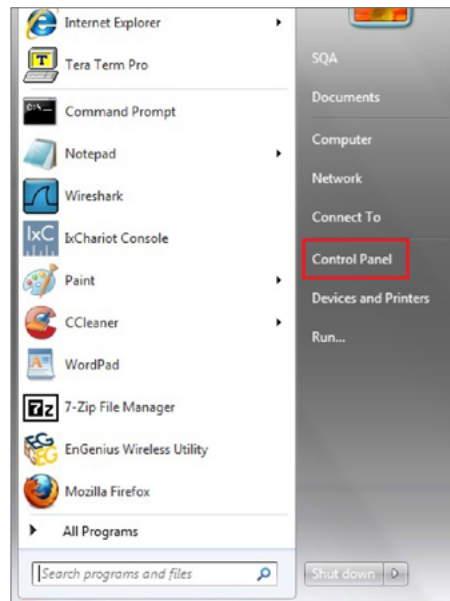 Internet Explorer
Tera Term Pro
Command Prompt
Notepad
Wireshark
IxChariot Console
Paint
CCleaner
WordPad
7-Zip File Manager
EnGenius Wireless Utility
Mozilla Firefox
All Programs
Search programs and files
SQA
Documents
Computer
Network
Connect To
Control Panel
Devices and Printers
Run...
Shut down